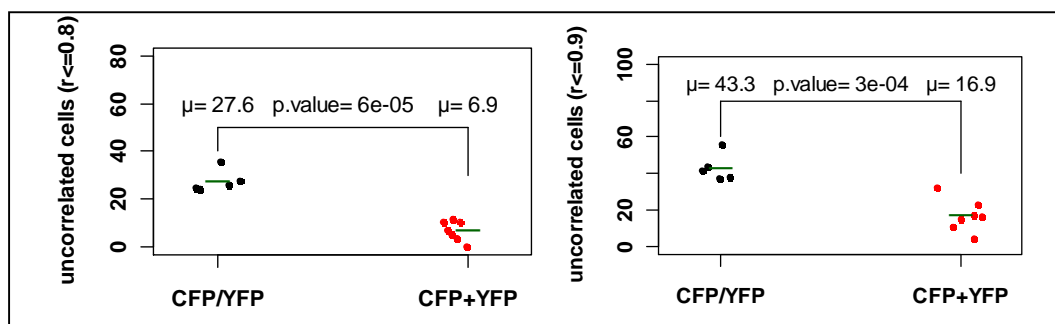 uncorrelated cells (r<=0.8)
80
60
40
20
0
μ= 27.6 p.value= 6e-05 μ= 6.9
CFP/YFP CFP+YFP
uncorrelated cells (r<=0.9)
100
60
20
0
μ= 43.3 p.value= 3e-04 μ= 16.9
CFP/YFP CFP+YFP